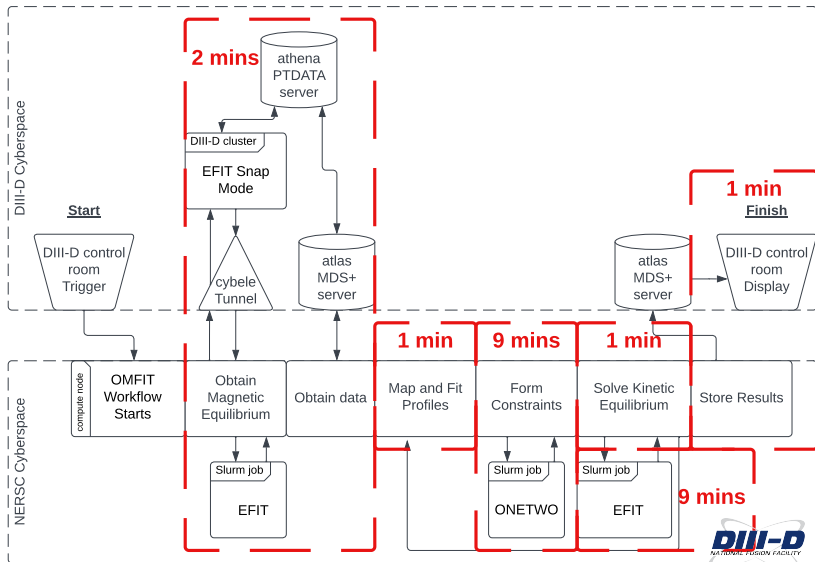 DIII-D Cyberspace
2 mins
athena
PTDATA
server
DIII-D cluster
EFIT Snap
Mode
Start
DIII-D control
room
Trigger
cybele
Tunnel
atlas
MDS+
server
atlas
MDS+
server
1 min
Finish
DIII-D control
room
Display
NERSC Cyberspace
1 min
9 mins
1 min
compute node
OMFIT
Workflow
Starts
Obtain
Magnetic
Equilibrium
Obtain data
Map and Fit
Profiles
Form
Constraints
Solve Kinetic
Equilibrium
Store Results
Slurm job
EFIT
Slurm job
ONETWO
Slurm job
EFIT
9 mins
DIII-D
NATIONAL FUSION FACILITY